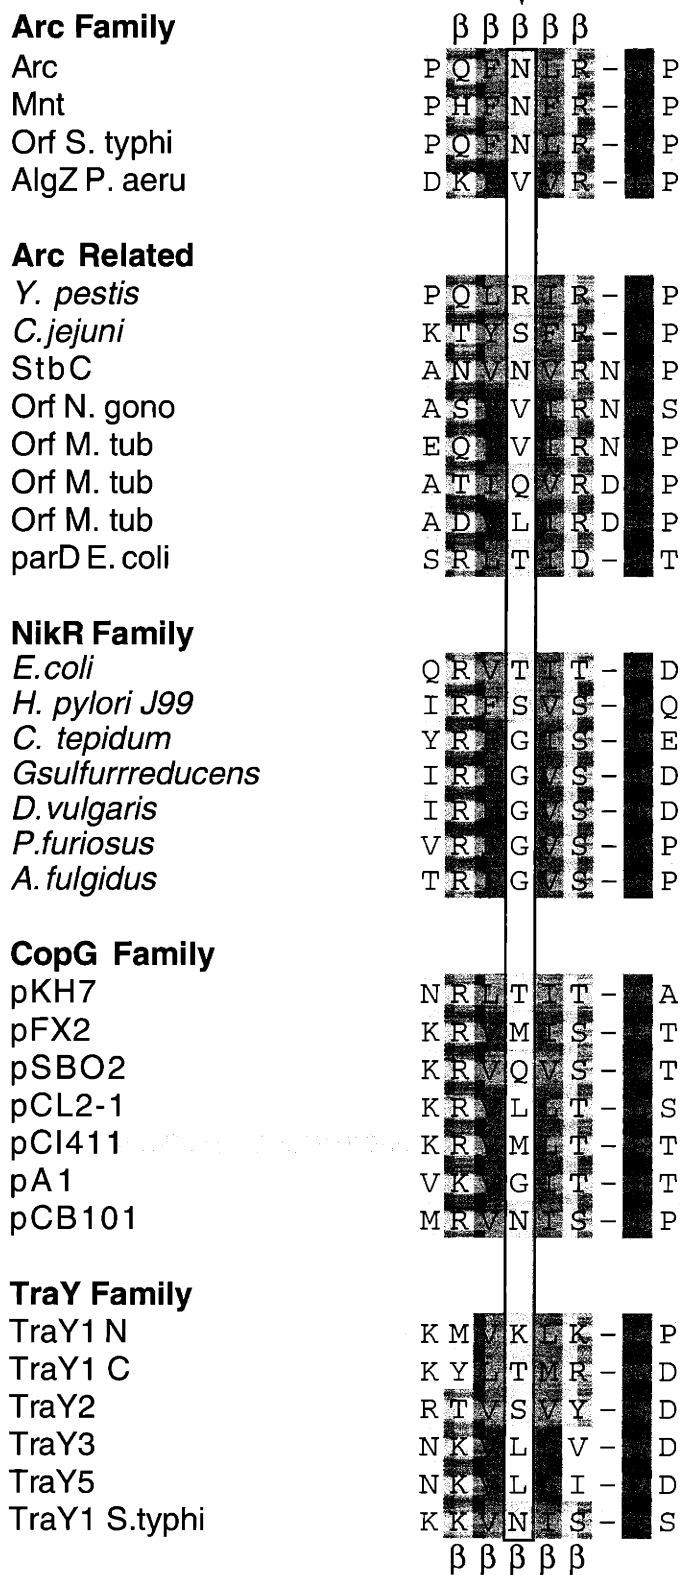 Arc Family β β β β β
Arc P Q F N L R - P
Mnt P H F N F R - P
Orf S. typhi P Q F N L R - P
AlgZ P. aeru D K V V R - P
Arc Related
Y. pestis P Q L R I R - P
C.jejuni K T Y S F R - P
StbC A N V N V R N P
Orf N. gono A S V I R N S
Orf M. tub E Q V I R N P
Orf M. tub A T I Q V R D P
Orf M. tub A D L I R D P
parD E. coli S R L T I D - T
NikR Family
E.coli Q R V T I T - D
H. pylori J99 I R F S V S - Q
C. tepidum Y R G I S - E
Gsulfurrreducens I R G V S - D
D. vulgaris I R G V S - D
P.furiosus V R G V S - P
A. fulgidus T R G V S - P
CopG Family
pKH7 N R L T I T - A
pFX2 K R V M I S - T
pSBO2 K R V Q V S - T
pCL2-1 K R L L T - S
pCI411 K R V M L T - T
pA1 V K G I T - T
pCB101 M R V N I S - P
TraY Family
TraY1 N K M V K L K - P
TraY1 C K Y L T M R - D
TraY2 R T V S V Y - D
TraY3 N K L V - D
TraY5 N K L I - D
TraY1 S.typhi K K V N I S - S
β β β β β